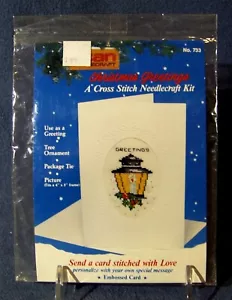 No. 733
Christmas Greetings
A Cross Stitch Needlecraft Kit
Use as a
Greeting
Tree
Ornament
Package Tie
Picture
GREETINGS
Send a card stitched with Love
personalize with your own special message
Embossed Card